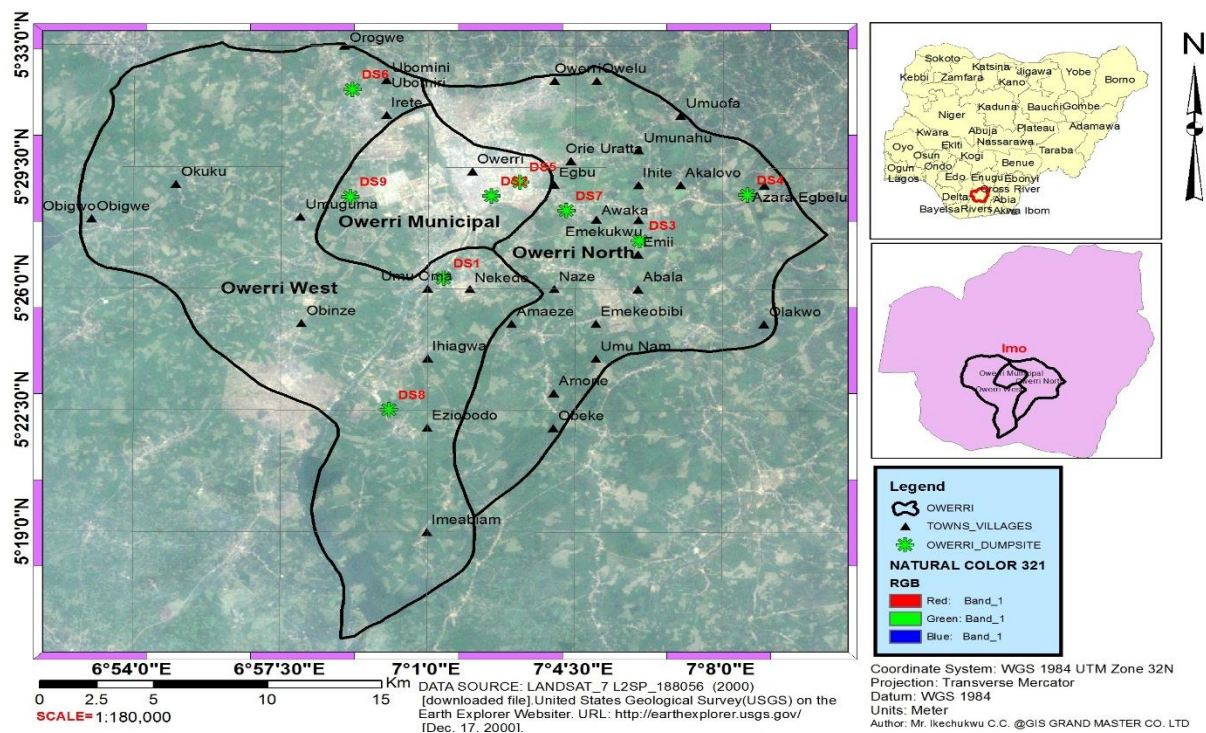 5°33'0"N
5°29'30"N
5°26'0"N
5°22'30"N
5°19'0"N
Orogwe
DS6
Ubomini
Ubomiri
Irete
OwerriOwelu
Umuofa
Umunahu
Orie Uratta
Owerri
DS5
Egbu
Ihite
Akalovo
DS4
Azara Egbelu
Okuku
DS9
DS7
ObigwoObigwe
Umuguma
Owerri Municipal
Awaka
Emekukwu
DS3
Emii
Owerri North
DS1
Umu Oma
Nekede
Naze
Abala
Owerri West
Obinze
Amaeze
Emekeobibi
Olakwo
Ihiagwa
Umu Nam
DS8
Amone
Eziobodo
Obeke
Imeabiam
6°54'0"E
6°57'30"E
7°1'0"E
7°4'30"E
7°8'0"E
0 2.5 5 10 15 Km
SCALE=1:180,000
DATA SOURCE: LANDSAT_7 L2SP_188056 (2000)
[downloaded file].United States Geological Survey(USGS) on the
Earth Explorer Websiter. URL: http://earthexplorer.usgs.gov/
[Dec. 17, 2000].
N
Sokoto
Kebbi
Zamfara
Katsina
Kano
Jigawa
Yobe
Borno
Kaduna
Bauchi
Gombe
Niger
Adamawa
Kwara
Abuja
Plateau
Nassarawa
Oyo
Ekiti
Taraba
Osun
Kogi
Benue
Ogun
Ondo
Lagos
Edo
Enugu
Ebonyi
Cross River
Delta
Abia
Bayelsa
Rivers
Akwa Ibom
Imo
Owerri Municipal
Owerri North
Owerri West
Legend
OWERRI
TOWNS_VILLAGES
OWERRI_DUMPSITE
NATURAL COLOR 321
RGB
Red: Band_1
Green: Band_1
Blue: Band_1
Coordinate System: WGS 1984 UTM Zone 32N
Projection: Transverse Mercator
Datum: WGS 1984
Units: Meter
Author: Mr. Ikechukwu C.C. @GIS GRAND MASTER CO. LTD